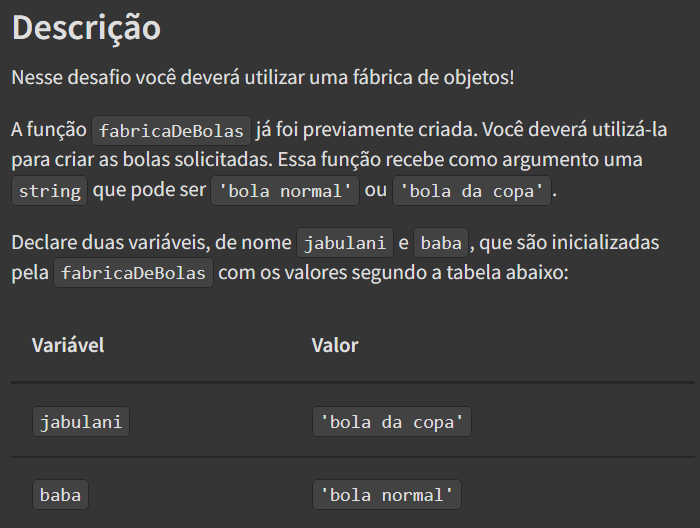 Descrição
Nesse desafio você deverá utilizar uma fábrica de objetos!
A função fabricaDeBolas já foi previamente criada. Você deverá utilizá-la
para criar as bolas solicitadas. Essa função recebe como argumento uma
string que pode ser 'bola normal' ou 'bola da copa'.
Declare duas variáveis, de nome jabulani e baba, que são inicializadas
pela fabricaDeBolas com os valores segundo a tabela abaixo:
Variável Valor
jabulani 'bola da copa'
baba 'bola normal'